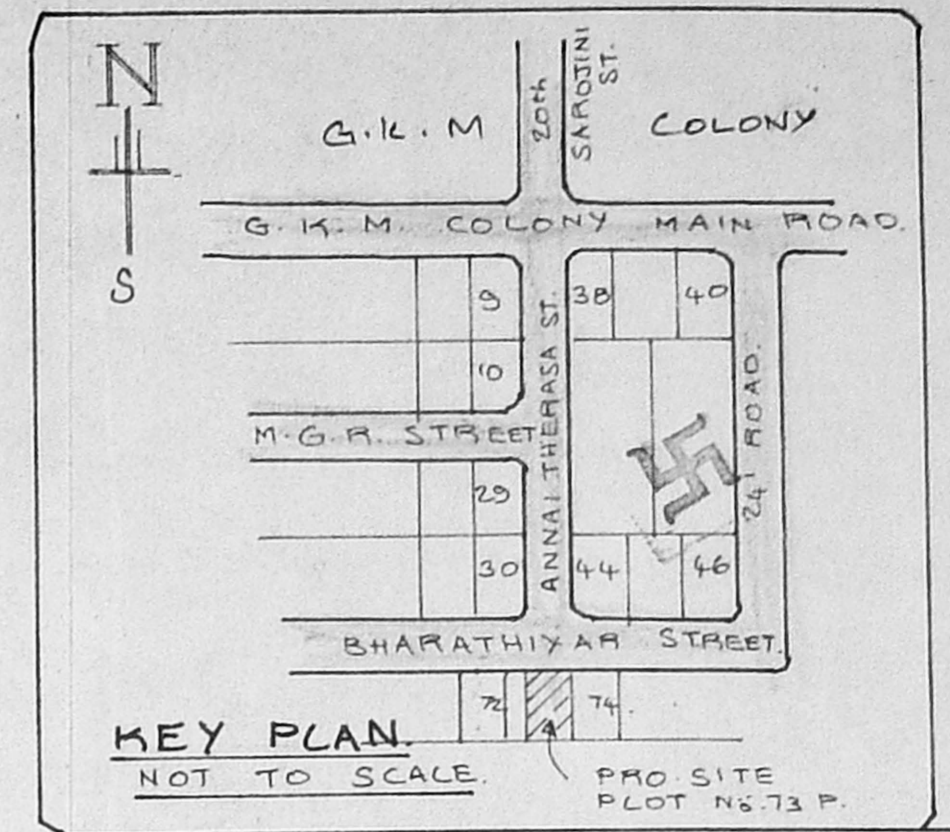 N
S
G.K.M COLONY
20th
SAROJINI
ST.
G.K.M. COLONY MAIN ROAD.
9
38
40
10
ANNAI THERASA ST.
24' ROAD.
M.G.R. STREET
29
30
44
46
BHARATHIYAR STREET.
72
74.
KEY PLAN.
NOT TO SCALE.
PRO.SITE
PLOT No.73 P.